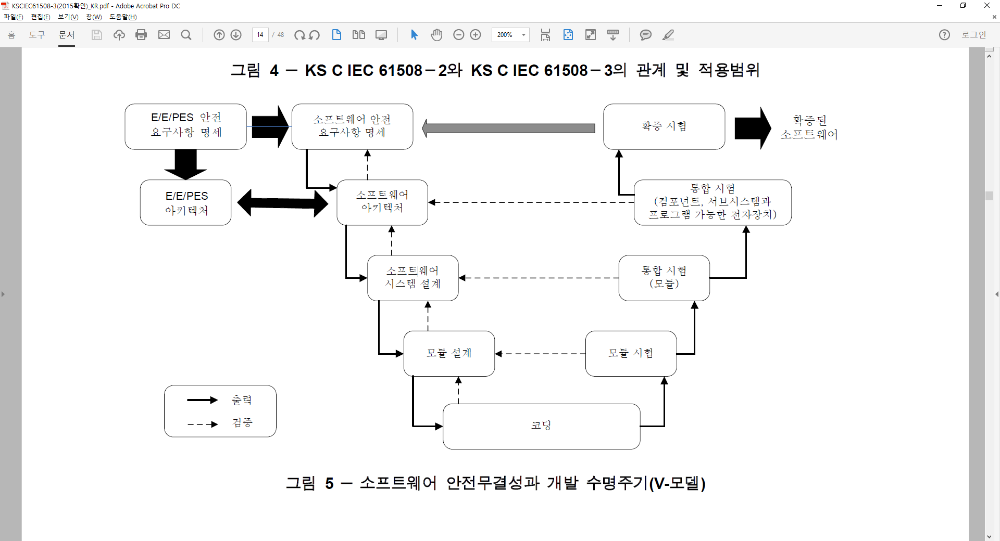 KSCIEC61508-3(2015확인)_KR.pdf - Adobe Acrobat Pro DC
파일(F) 편집(E) 보기(V) 창(W) 도움말(H)
홈 도구 문서 14 / 48 200% 로그인
그림 4 － KS C IEC 61508－2와 KS C IEC 61508－3의 관계 및 적용범위
E/E/PES 안전
요구사항 명세
소프트웨어 안전
요구사항 명세
확증 시험
확증된
소프트웨어
E/E/PES
아키텍처
소프트웨어
아키텍처
통합 시험
(컴포넌트, 서브시스템과
프로그램 가능한 전자장치)
소프트웨어
시스템 설계
통합 시험
(모듈)
모듈 설계
모듈 시험
출력
검증
코딩
그림 5 － 소프트웨어 안전무결성과 개발 수명주기(V-모델)